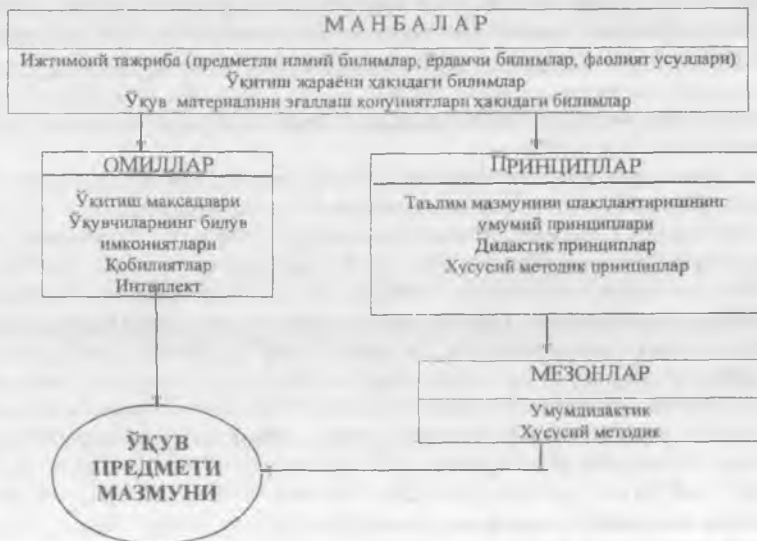 МАНБАЛАР
Ижтимоий тажриба (предметли илмий билимлар, ёрдамчи билимлар, фаолият усуллари)
Ўқитиш жараёни ҳақидаги билимлар
Ўқув материалини эгаллаш қонуниятлари ҳақидаги билимлар
ОМИЛЛАР
Ўқитиш мақсадлари
Ўқувчиларнинг билув
имкониятлари
Қобилиятлар
Интеллект
ПРИНЦИПЛАР
Таълим мазмунини шакллантиришнинг
умумий принциплари
Дидактик принциплар
Хусусий методик принциплар
МЕЗОНЛАР
Умумдидактик
Хусусий методик
ЎҚУВ
ПРЕДМЕТИ
МАЗМУНИ